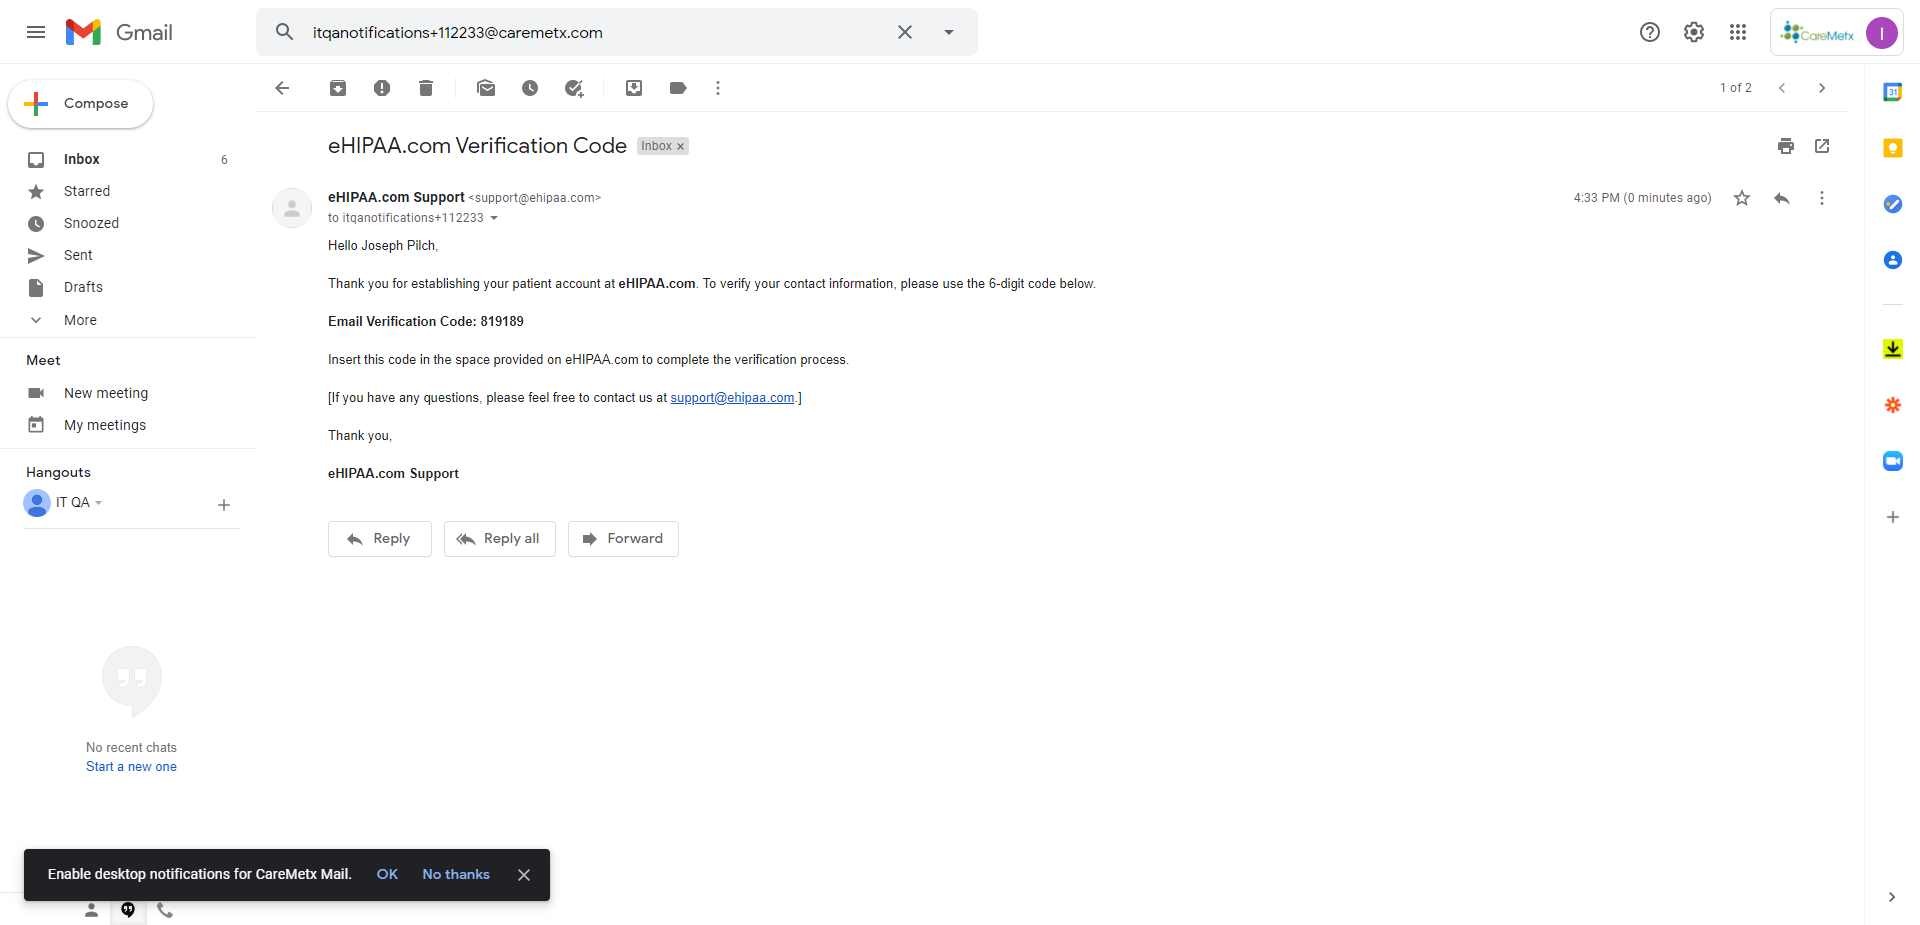 Gmail
itqanotifications+112233@caremetx.com
CareMetx
I
Compose
1 of 2
31
eHIPAA.com Verification Code
Inbox x
Inbox 6
Starred
Snoozed
Sent
Drafts
More
eHIPAA.com Support <support@ehipaa.com>
4:33 PM (0 minutes ago)
to itqanotifications+112233
Hello Joseph Pilch,
Thank you for establishing your patient account at eHIPAA.com. To verify your contact information, please use the 6-digit code below.
Email Verification Code: 819189
Insert this code in the space provided on eHIPAA.com to complete the verification process.
[If you have any questions, please feel free to contact us at support@ehipaa.com.]
Thank you,
eHIPAA.com Support
Reply
Reply all
Forward
Meet
New meeting
My meetings
Hangouts
IT QA
No recent chats
Start a new one
Enable desktop notifications for CareMetx Mail. OK No thanks